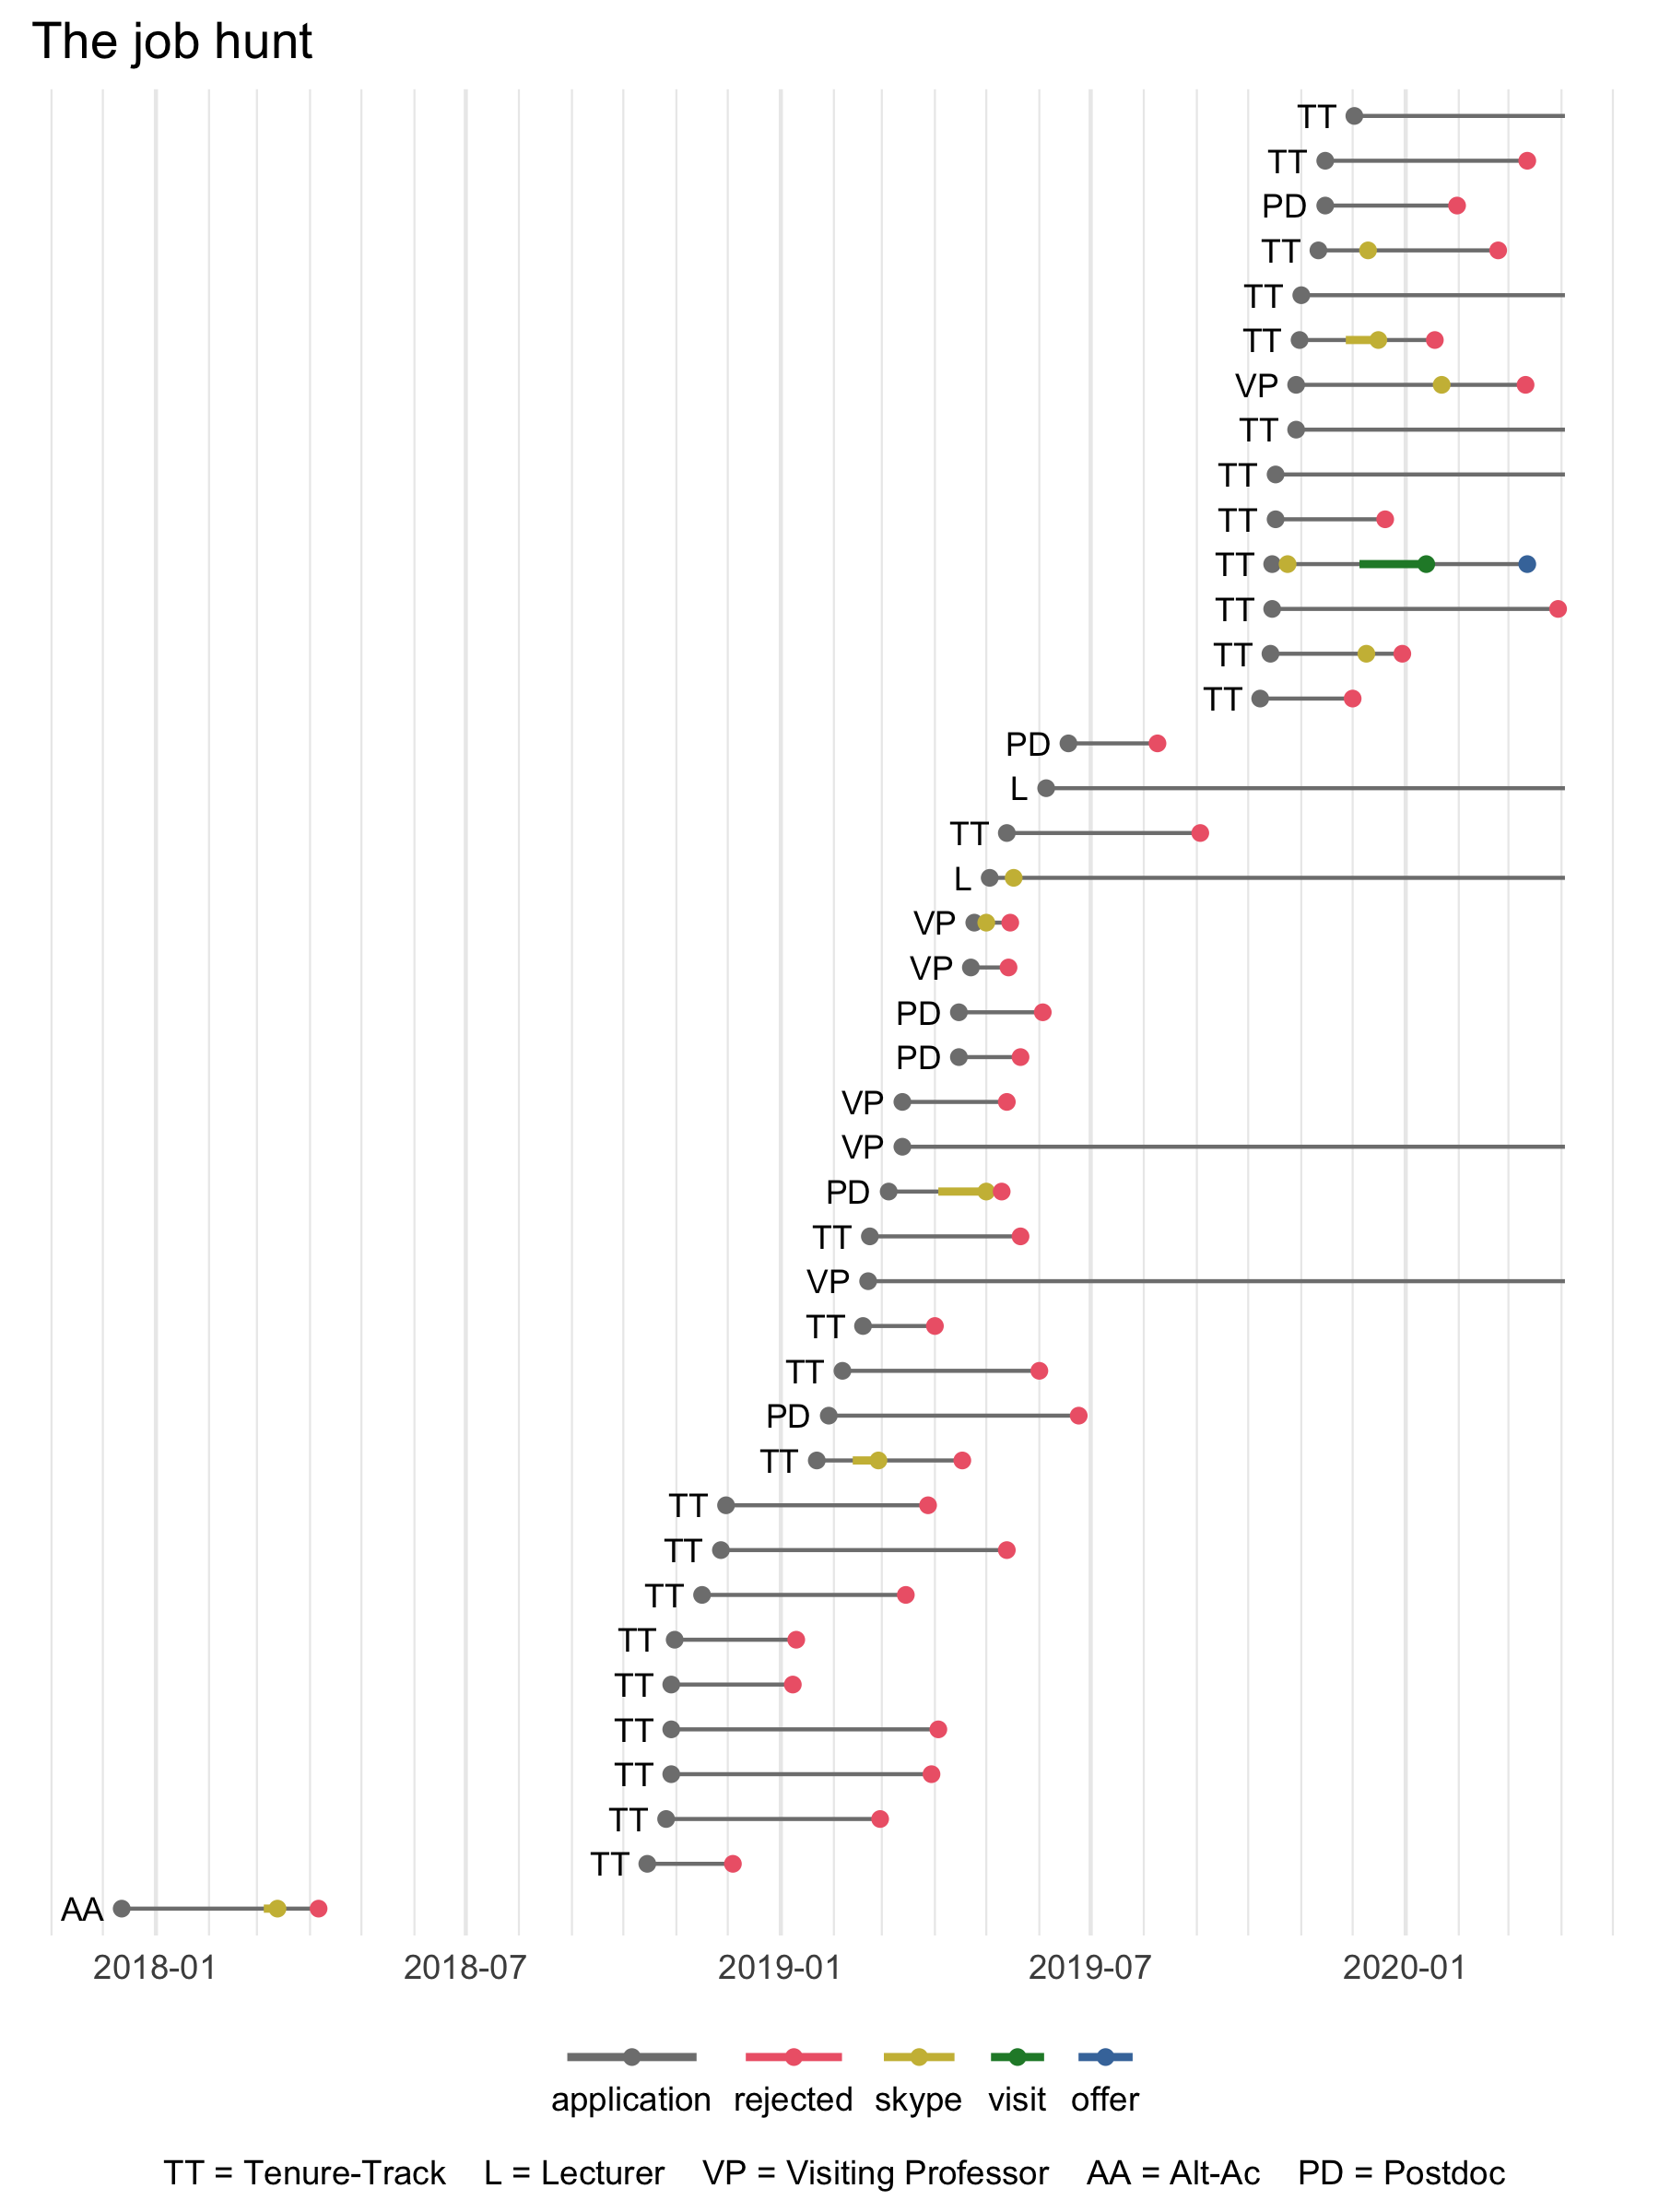 The job hunt
TT
TT
PD
TT
TT
TT
VP
TT
TT
TT
TT
TT
TT
TT
PD
L
TT
L
VP
VP
PD
PD
VP
VP
PD
TT
VP
TT
TT
PD
TT
TT
TT
TT
TT
TT
TT
TT
TT
TT
AA
2018-01 2018-07 2019-01 2019-07 2020-01
application rejected skype visit offer
TT = Tenure-Track L = Lecturer VP = Visiting Professor AA = Alt-Ac PD = Postdoc